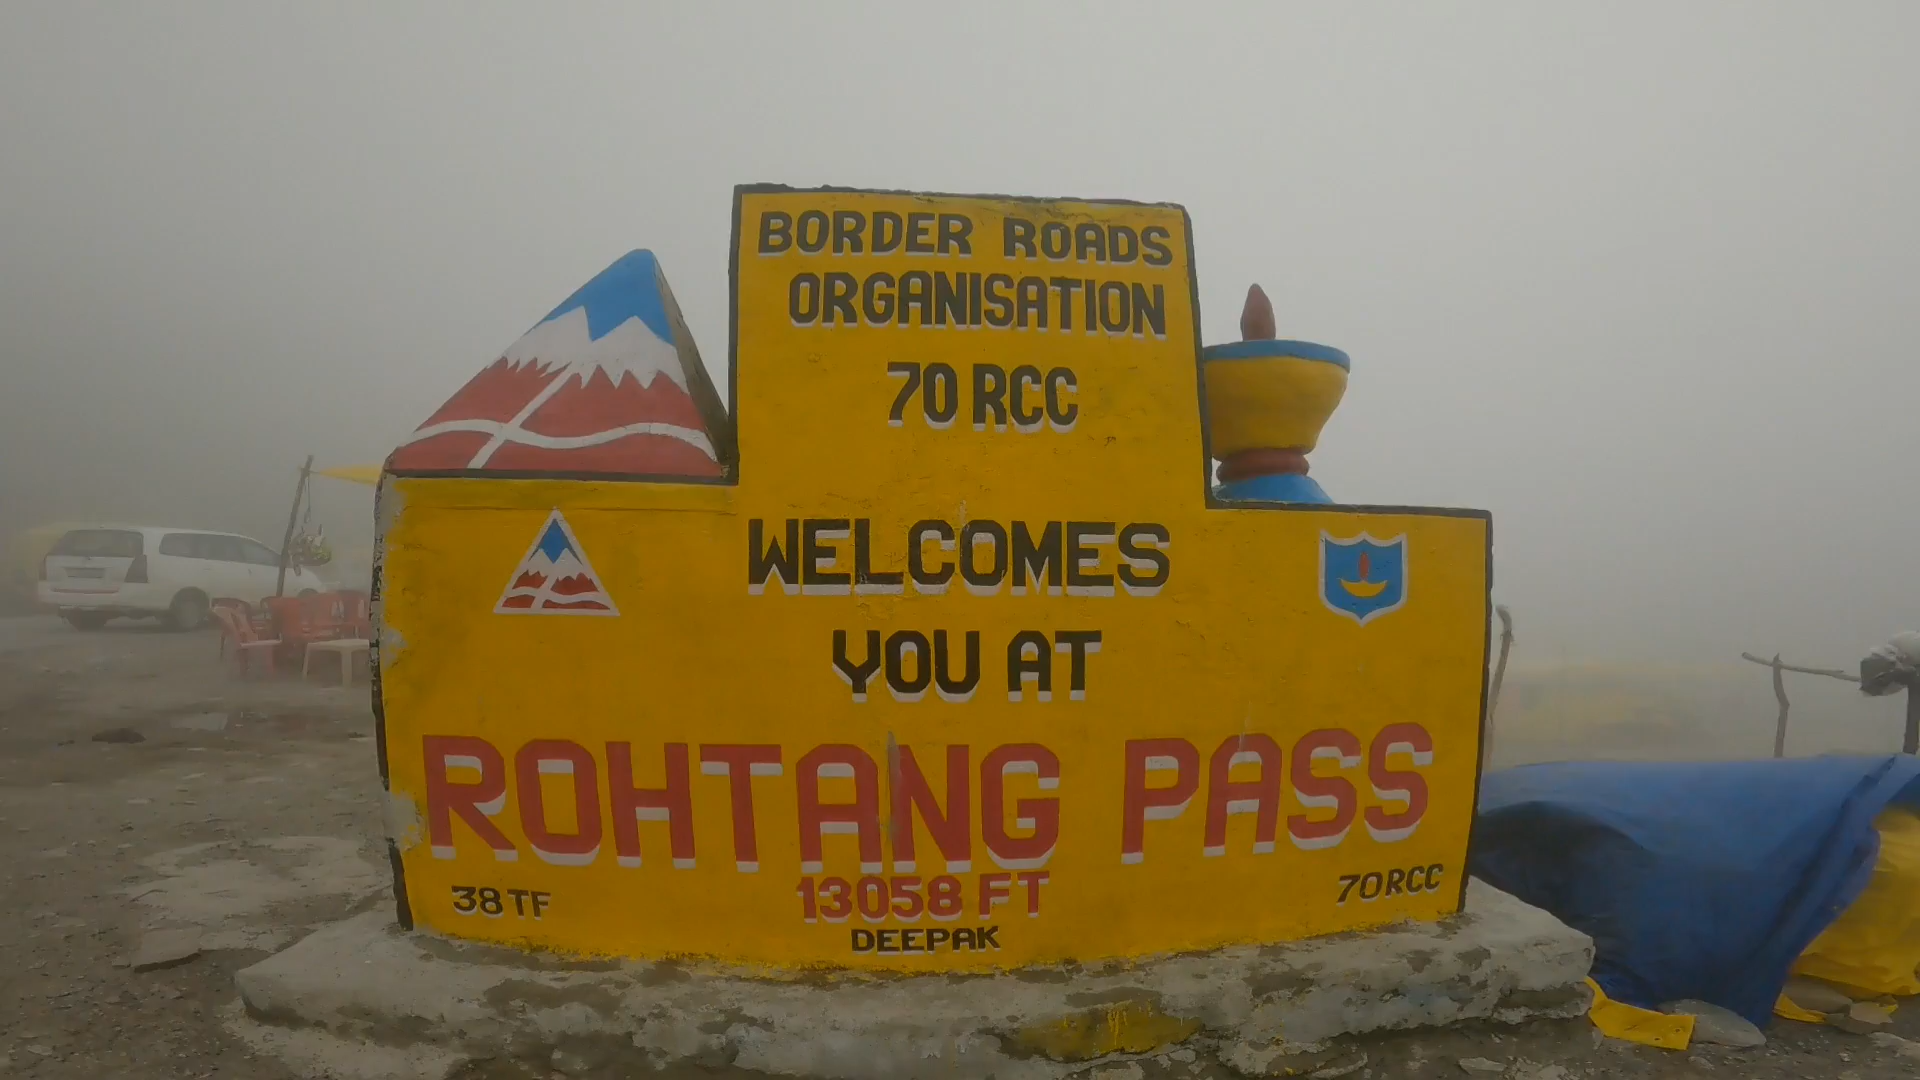 BORDER ROADS
ORGANISATION
70 RCC
WELCOMES
YOU AT
ROHTANG PASS
38 TF
13058 FT
70 RCC
DEEPAK